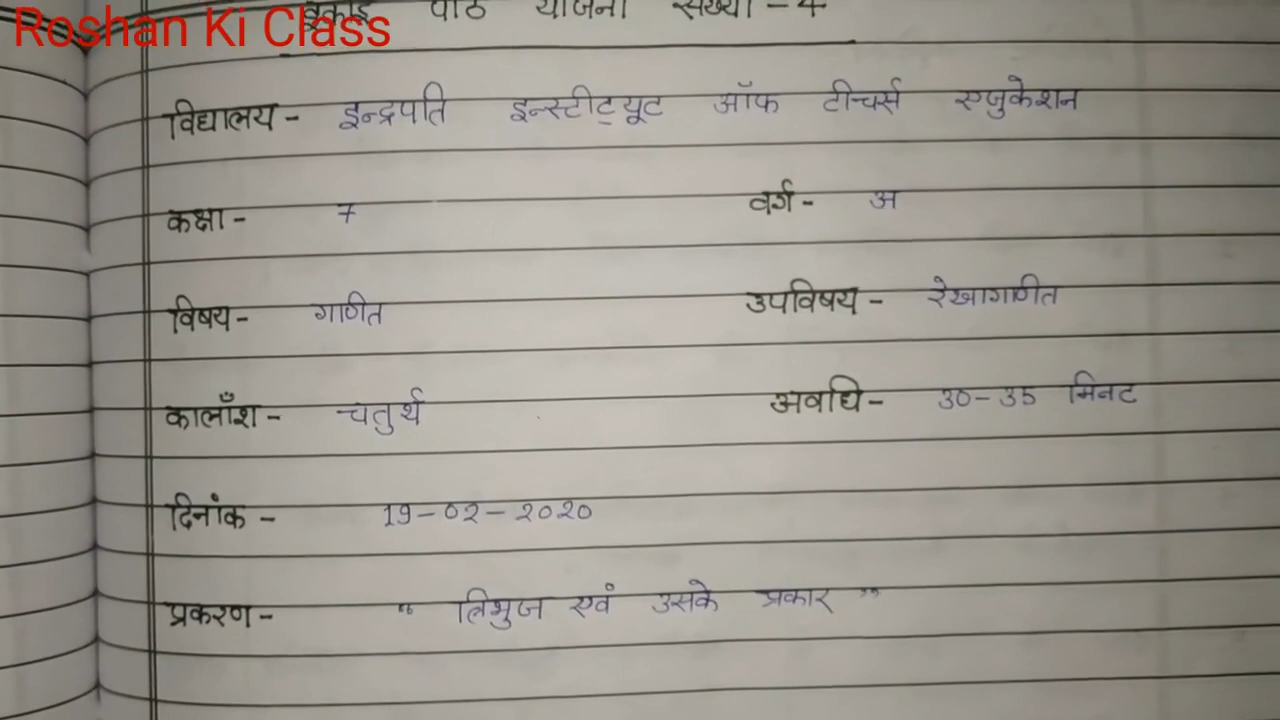 इकाई पाठ योजना संख्या - 4
Roshan Ki Class
विद्यालय - इन्द्रपति इन्स्टीट्यूट ऑफ टीचर्स एजुकेशन
कक्षा - 7 वर्ग - अ
विषय - गणित उपविषय - रेखागणित
कालाँश - चतुर्थ अवधि - 30-35 मिनट
दिनांक - 19-02-2020
प्रकरण - " त्रिभुज एवं उसके प्रकार "